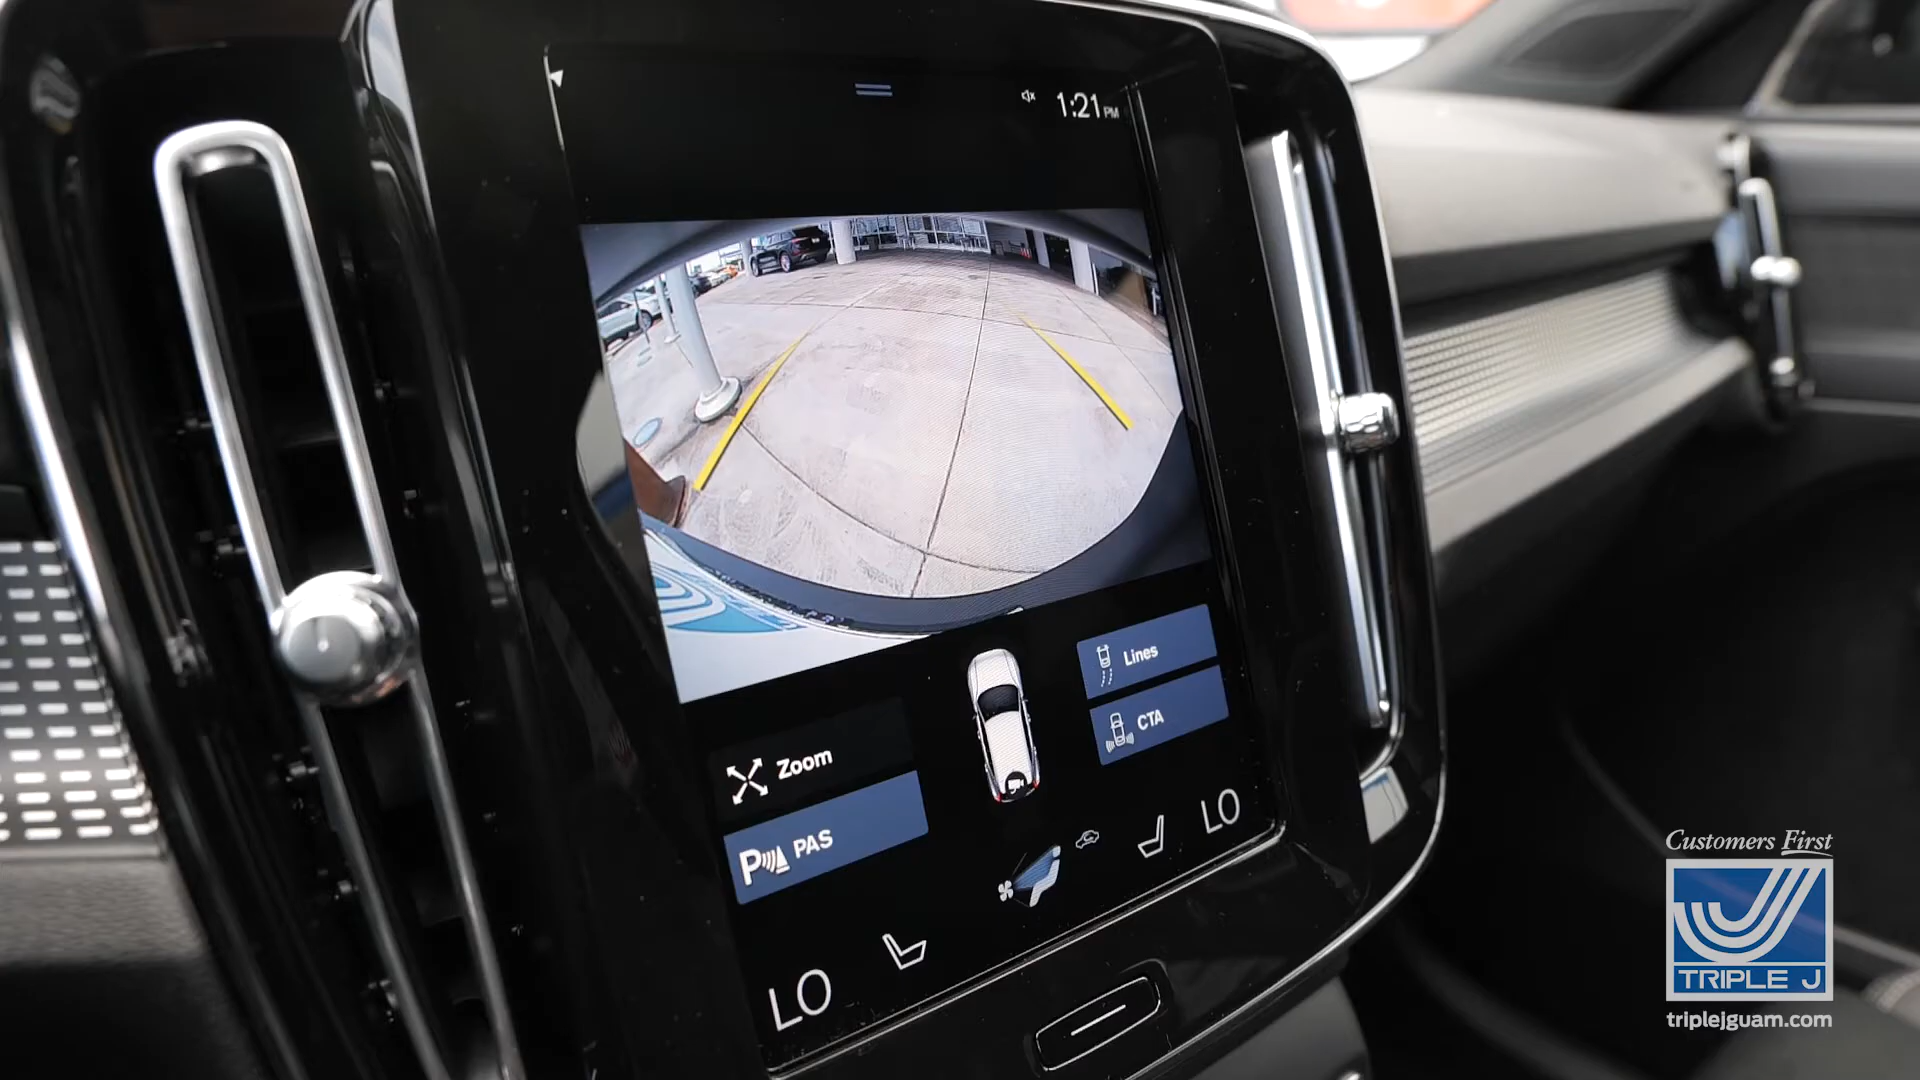 1:21 PM
Lines
CTA
Zoom
PAS
LO
LO
Customers First
TRIPLE J
triplejguam.com